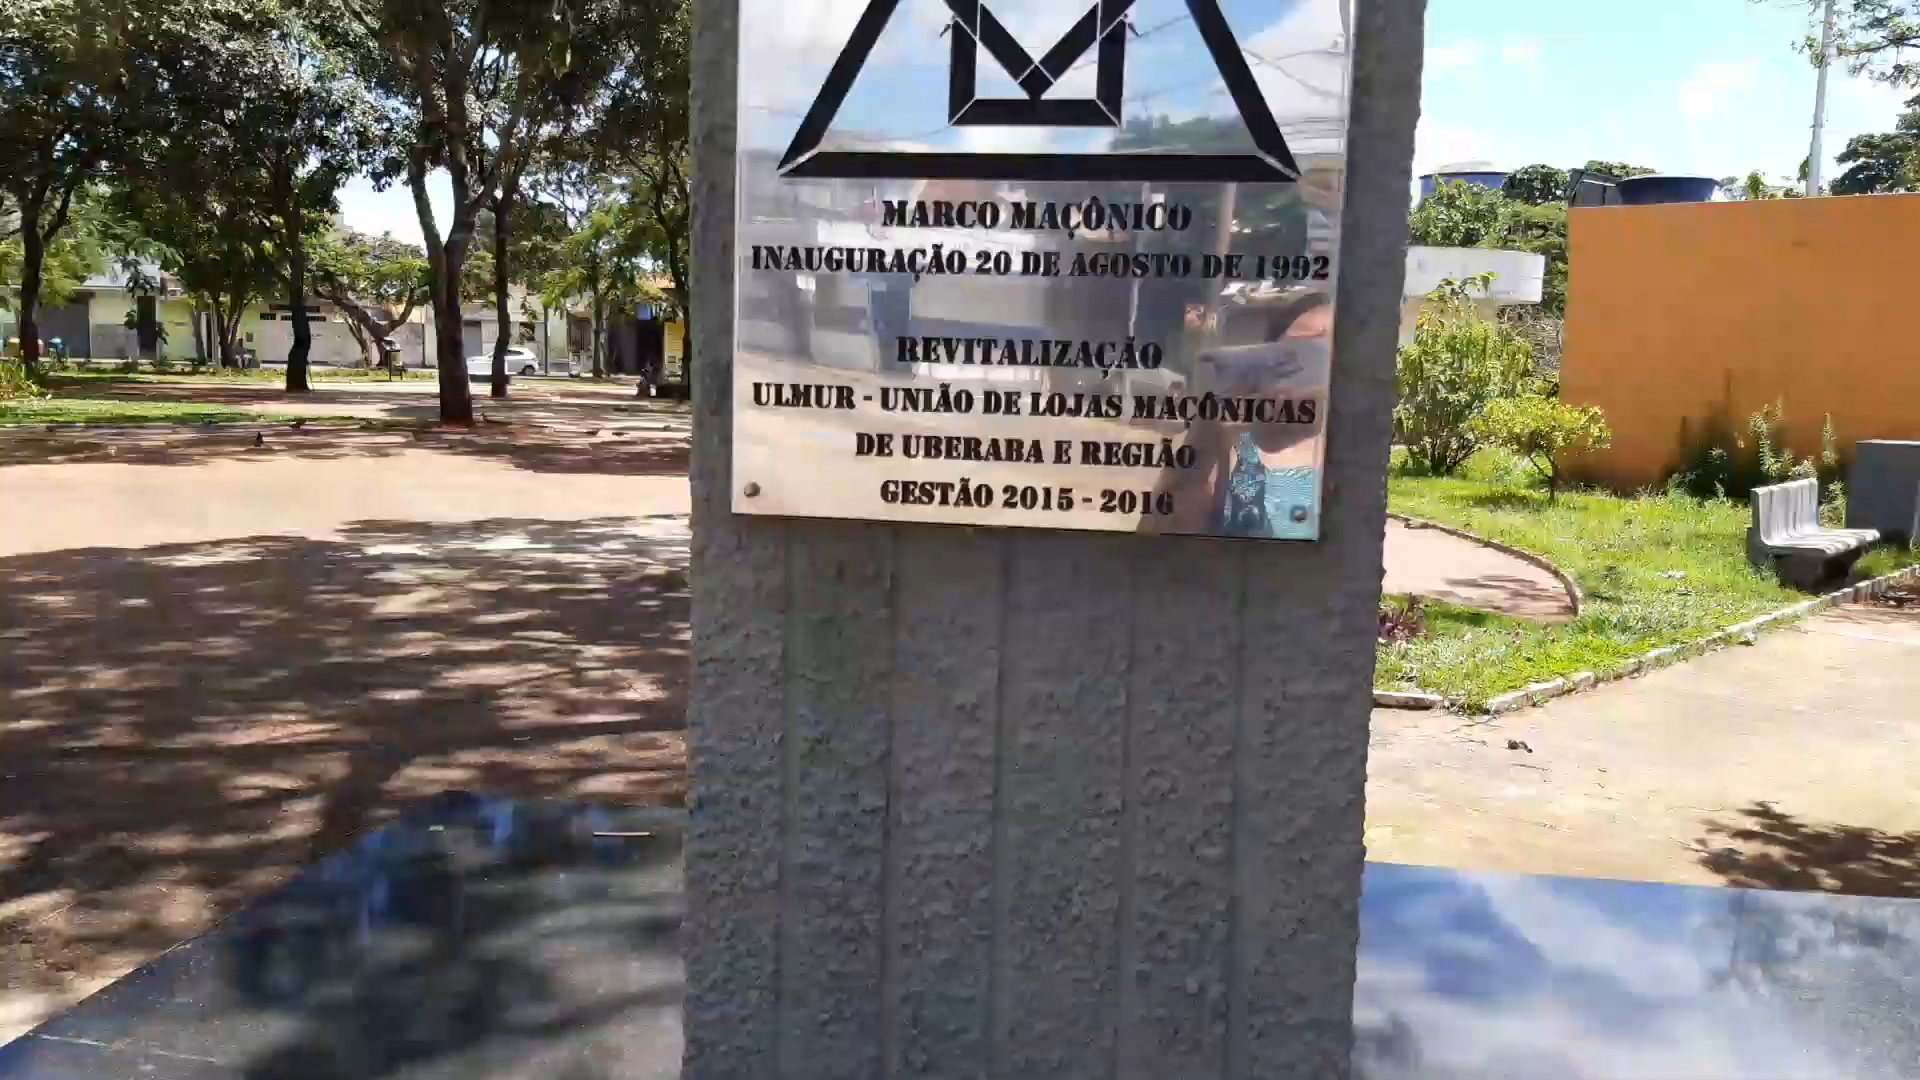 MARCO MAÇÔNICO
INAUGURAÇÃO 20 DE AGOSTO DE 1992
REVITALIZAÇÃO
ULMUR - UNIÃO DE LOJAS MAÇÔNICAS
DE UBERABA E REGIÃO
GESTÃO 2015 - 2016